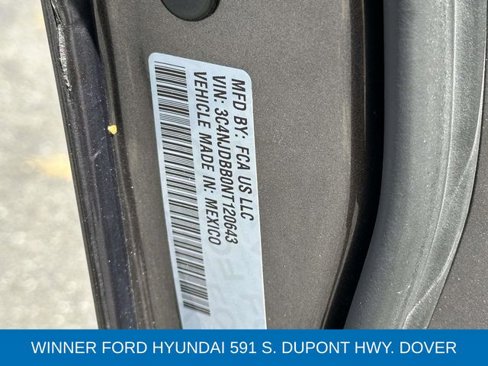 MFD BY: FCA US LLC
VIN: 3C4NJDBB0NT120643
VEHICLE MADE IN: MEXICO
WINNER FORD HYUNDAI 591 S. DUPONT HWY. DOVER